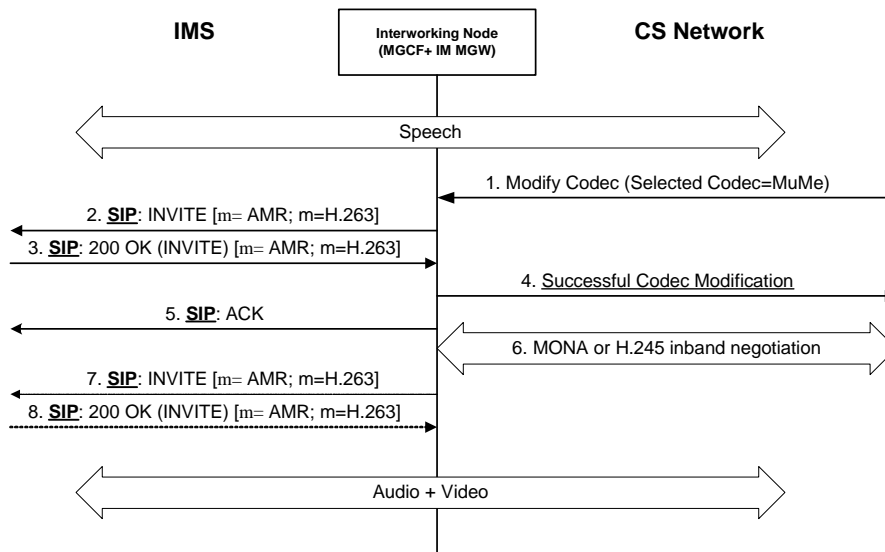 IMS
Interworking Node
(MGCF+ IM MGW)
CS Network
Speech
1. Modify Codec (Selected Codec=MuMe)
2. SIP: INVITE [m= AMR; m=H.263]
3. SIP: 200 OK (INVITE) [m= AMR; m=H.263]
4. Successful Codec Modification
5. SIP: ACK
6. MONA or H.245 inband negotiation
7. SIP: INVITE [m= AMR; m=H.263]
8. SIP: 200 OK (INVITE) [m= AMR; m=H.263]
Audio + Video